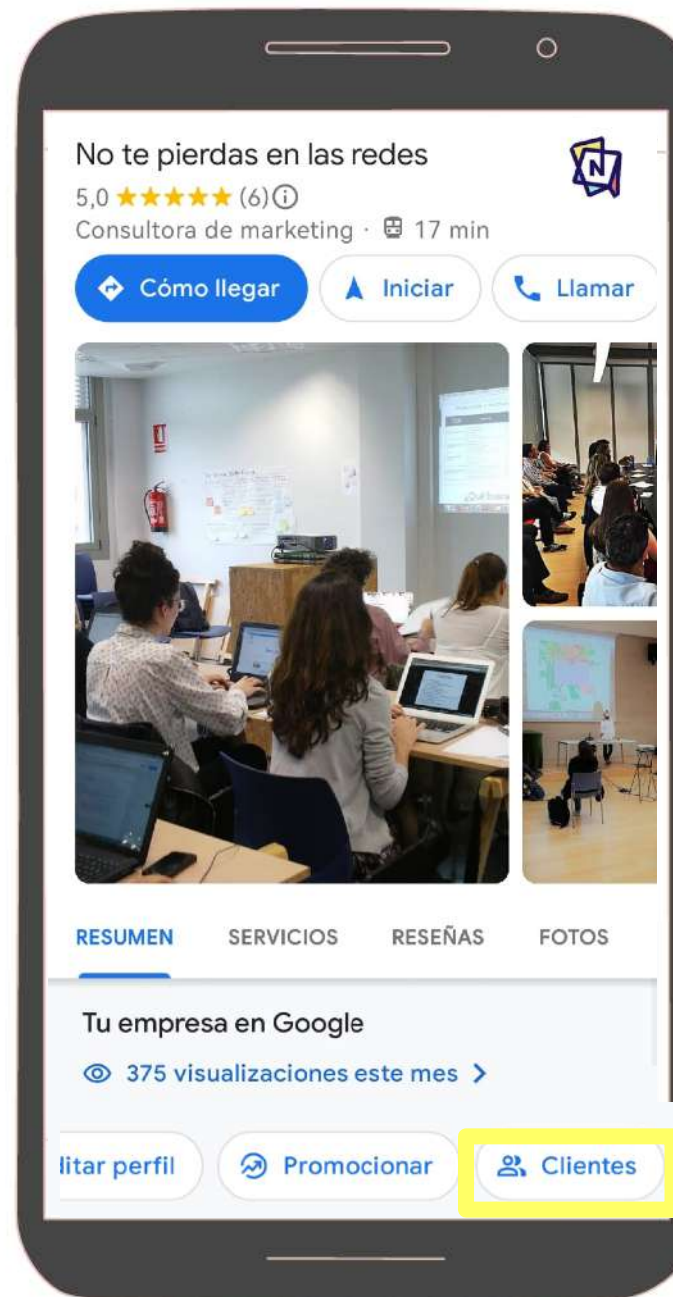 No te pierdas en las redes
N
5,0 ★★★★★ (6)
Consultora de marketing · 17 min
Cómo llegar
Iniciar
Llamar
RESUMEN SERVICIOS RESEÑAS FOTOS
Tu empresa en Google
375 visualizaciones este mes
ditar perfil
Promocionar
Clientes